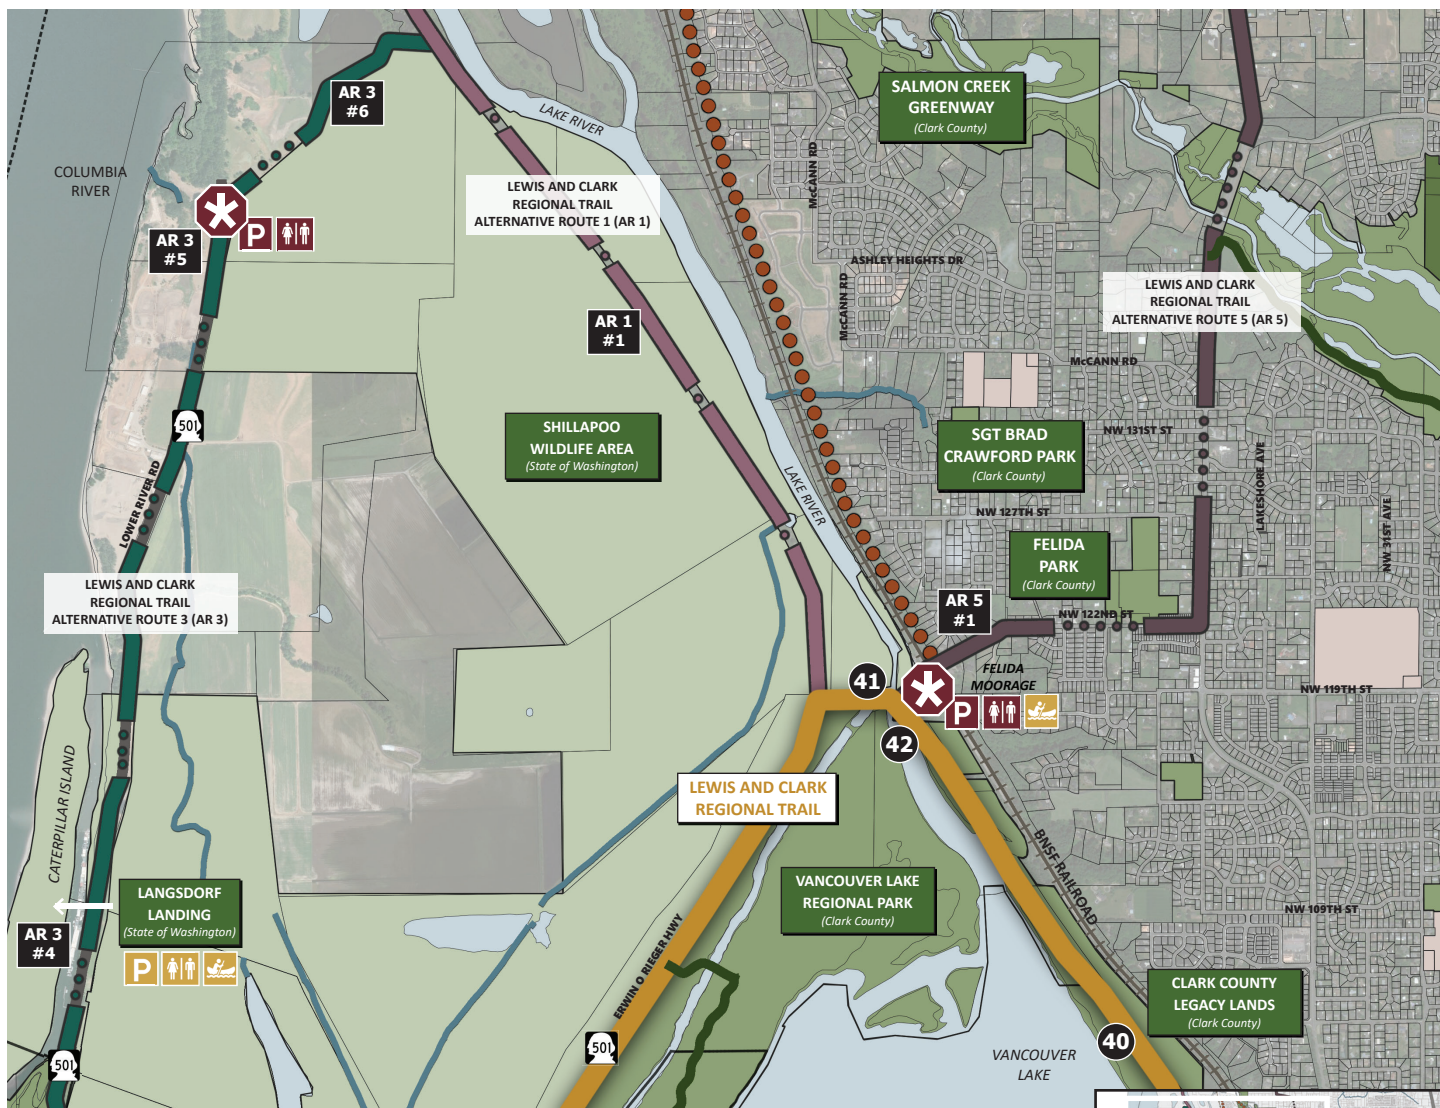 SALMON CREEK
GREENWAY
(Clark County)
AR 3
#6
LAKE RIVER
COLUMBIA
RIVER
McCANN RD
LEWIS AND CLARK
REGIONAL TRAIL
ALTERNATIVE ROUTE 1 (AR 1)
P
AR 3
#5
ASHLEY HEIGHTS DR
McCANN RD
LEWIS AND CLARK
REGIONAL TRAIL
ALTERNATIVE ROUTE 5 (AR 5)
AR 1
#1
McCANN RD
501
SHILLAPOO
WILDLIFE AREA
(State of Washington)
SGT BRAD
CRAWFORD PARK
(Clark County)
NW 131ST ST
LAKESHORE AVE
LOWER RIVER RD
LAKE RIVER
NW 127TH ST
NW 31ST AVE
FELIDA
PARK
(Clark County)
LEWIS AND CLARK
REGIONAL TRAIL
ALTERNATIVE ROUTE 3 (AR 3)
AR 5
#1
NW 122ND ST
FELIDA
MOORAGE
41
P
NW 119TH ST
42
CATERPILLAR ISLAND
LEWIS AND CLARK
REGIONAL TRAIL
BNSF RAILROAD
LANGSDORF
LANDING
(State of Washington)
VANCOUVER LAKE
REGIONAL PARK
(Clark County)
NW 109TH ST
AR 3
#4
P
ERWIN O RIEGER HWY
CLARK COUNTY
LEGACY LANDS
(Clark County)
501
501
40
VANCOUVER
LAKE